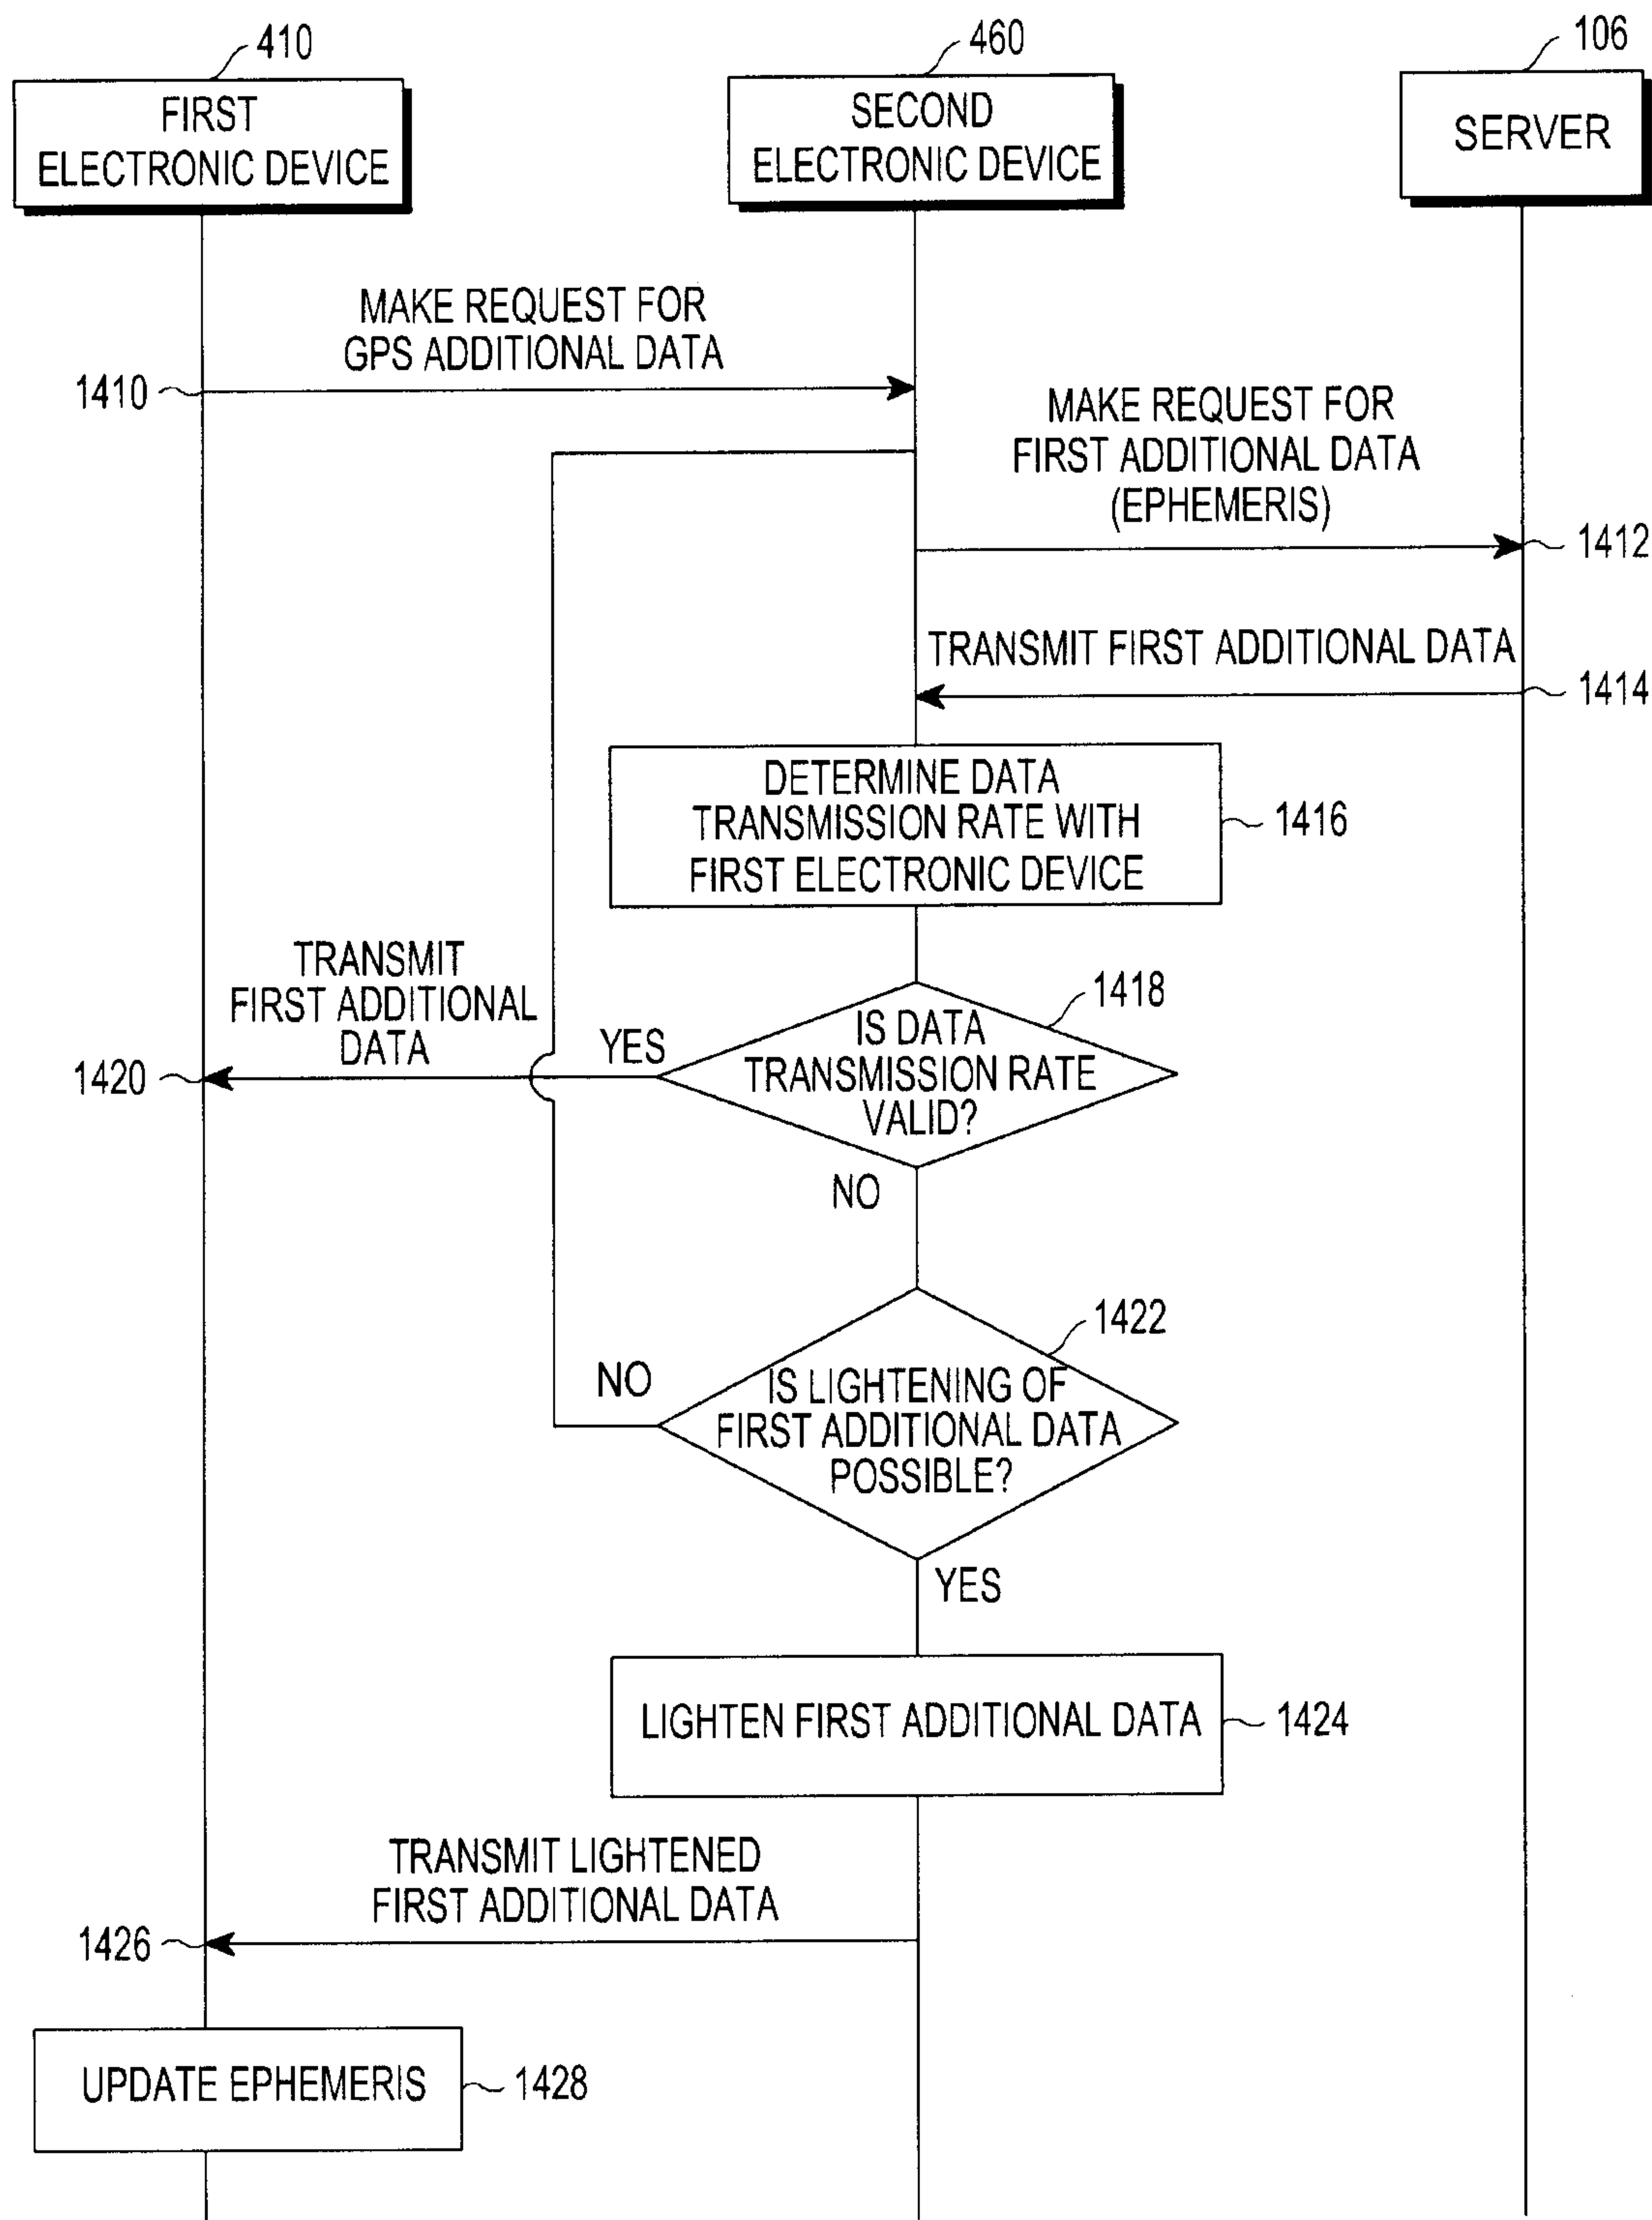 410
460
106
FIRST
ELECTRONIC DEVICE
SECOND
ELECTRONIC DEVICE
SERVER
MAKE REQUEST FOR
GPS ADDITIONAL DATA
1410
MAKE REQUEST FOR
FIRST ADDITIONAL DATA
(EPHEMERIS)
1412
TRANSMIT FIRST ADDITIONAL DATA
1414
DETERMINE DATA
TRANSMISSION RATE WITH
FIRST ELECTRONIC DEVICE
1416
TRANSMIT
FIRST ADDITIONAL
DATA
1420
YES
1418
IS DATA
TRANSMISSION RATE
VALID?
NO
1422
NO
IS LIGHTENING OF
FIRST ADDITIONAL DATA
POSSIBLE?
YES
LIGHTEN FIRST ADDITIONAL DATA
1424
TRANSMIT LIGHTENED
FIRST ADDITIONAL DATA
1426
UPDATE EPHEMERIS
1428